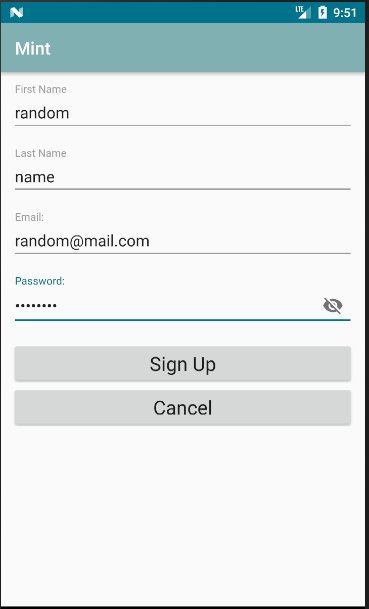 LTE 9:51
Mint
First Name
random
Last Name
name
Email:
random@mail.com
Password:
••••••••
Sign Up
Cancel